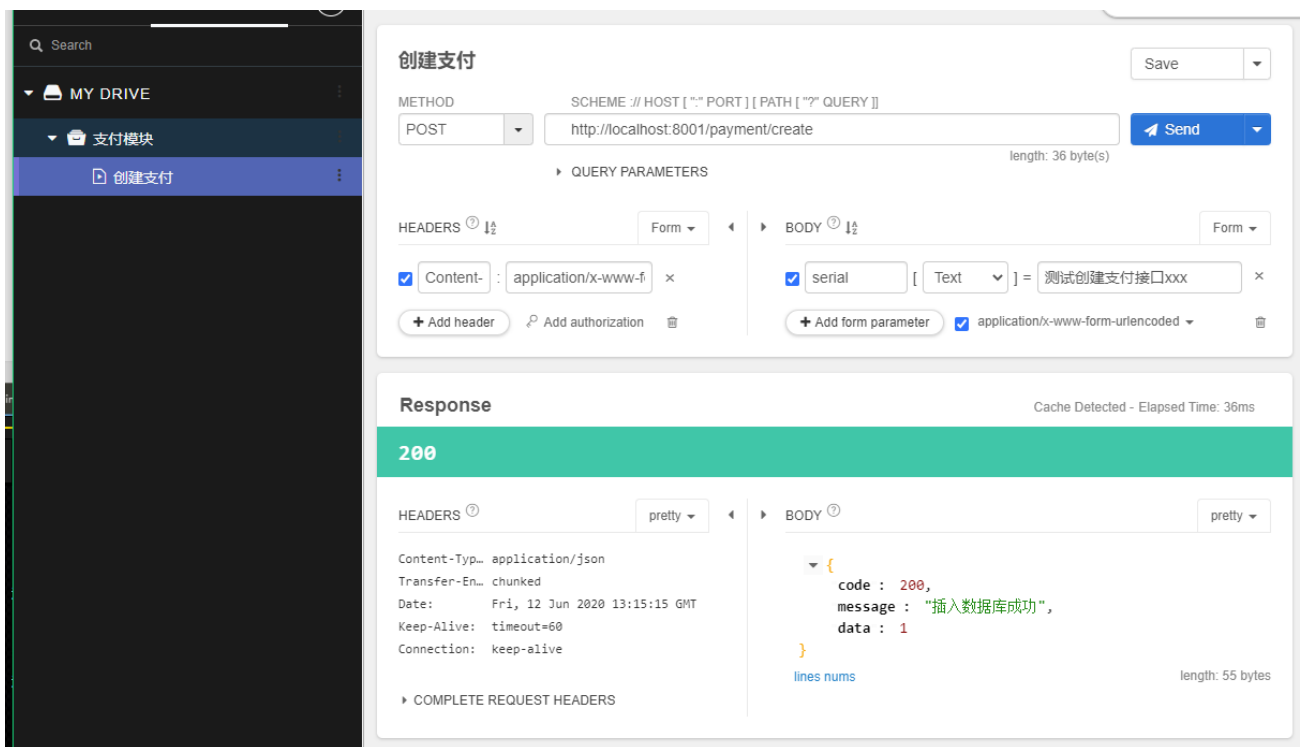 Search
MY DRIVE
支付模块
创建支付
创建支付
Save
METHOD
SCHEME :// HOST [ ":" PORT ] [ PATH [ "?" QUERY ]]
POST
http://localhost:8001/payment/create
Send
length: 36 byte(s)
QUERY PARAMETERS
HEADERS ? Form
BODY ? Form
Content- : application/x-www-f ×
serial [ Text ] = 测试创建支付接口xxx ×
+ Add header Add authorization
+ Add form parameter application/x-www-form-urlencoded
Response
Cache Detected - Elapsed Time: 36ms
200
HEADERS ? pretty
BODY ? pretty
Content-Typ… application/json
Transfer-En… chunked
Date: Fri, 12 Jun 2020 13:15:15 GMT
Keep-Alive: timeout=60
Connection: keep-alive
COMPLETE REQUEST HEADERS
{
code : 200,
message : "插入数据库成功",
data : 1
}
lines nums
length: 55 bytes